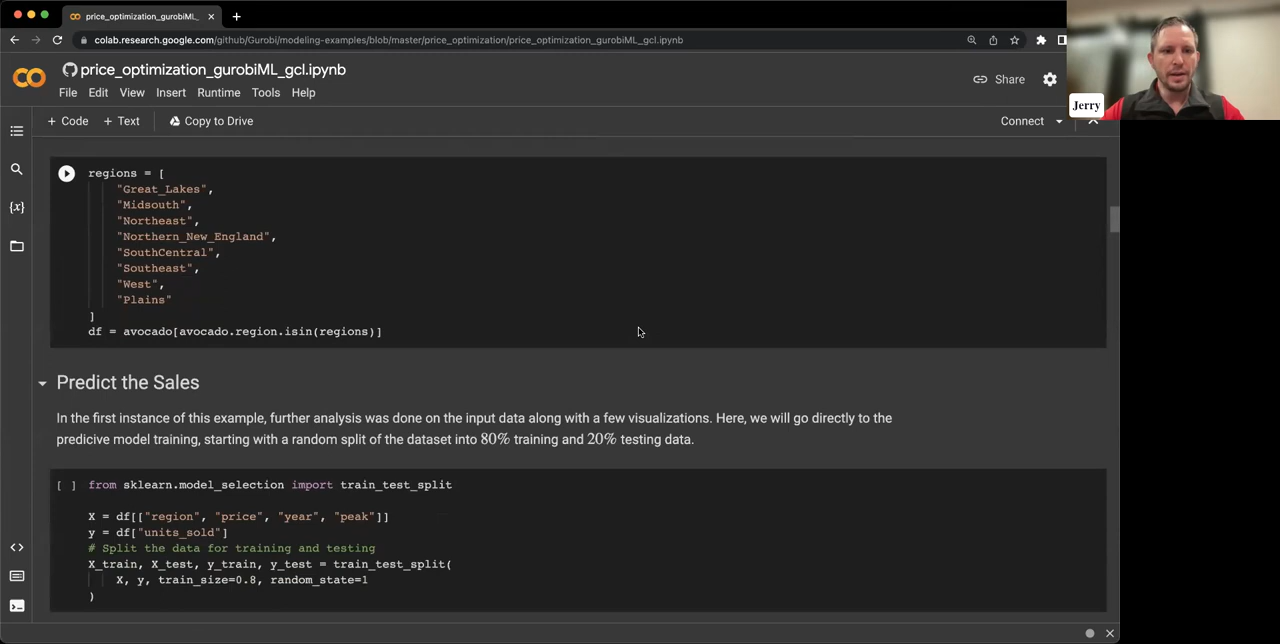 price_optimization_gurobiML_
colab.research.google.com/github/Gurobi/modeling-examples/blob/master/price_optimization/price_optimization_gurobiML_gcl.ipynb
price_optimization_gurobiML_gcl.ipynb
Share
File Edit View Insert Runtime Tools Help
Jerry
+ Code + Text Copy to Drive Connect
regions = [
"Great_Lakes",
"Midsouth",
"Northeast",
"Northern_New_England",
"SouthCentral",
"Southeast",
"West",
"Plains"
]
df = avocado[avocado.region.isin(regions)]
Predict the Sales
In the first instance of this example, further analysis was done on the input data along with a few visualizations. Here, we will go directly to the
predicive model training, starting with a random split of the dataset into 80% training and 20% testing data.
[ ] from sklearn.model_selection import train_test_split
X = df[["region", "price", "year", "peak"]]
y = df["units_sold"]
# Split the data for training and testing
X_train, X_test, y_train, y_test = train_test_split(
X, y, train_size=0.8, random_state=1
)